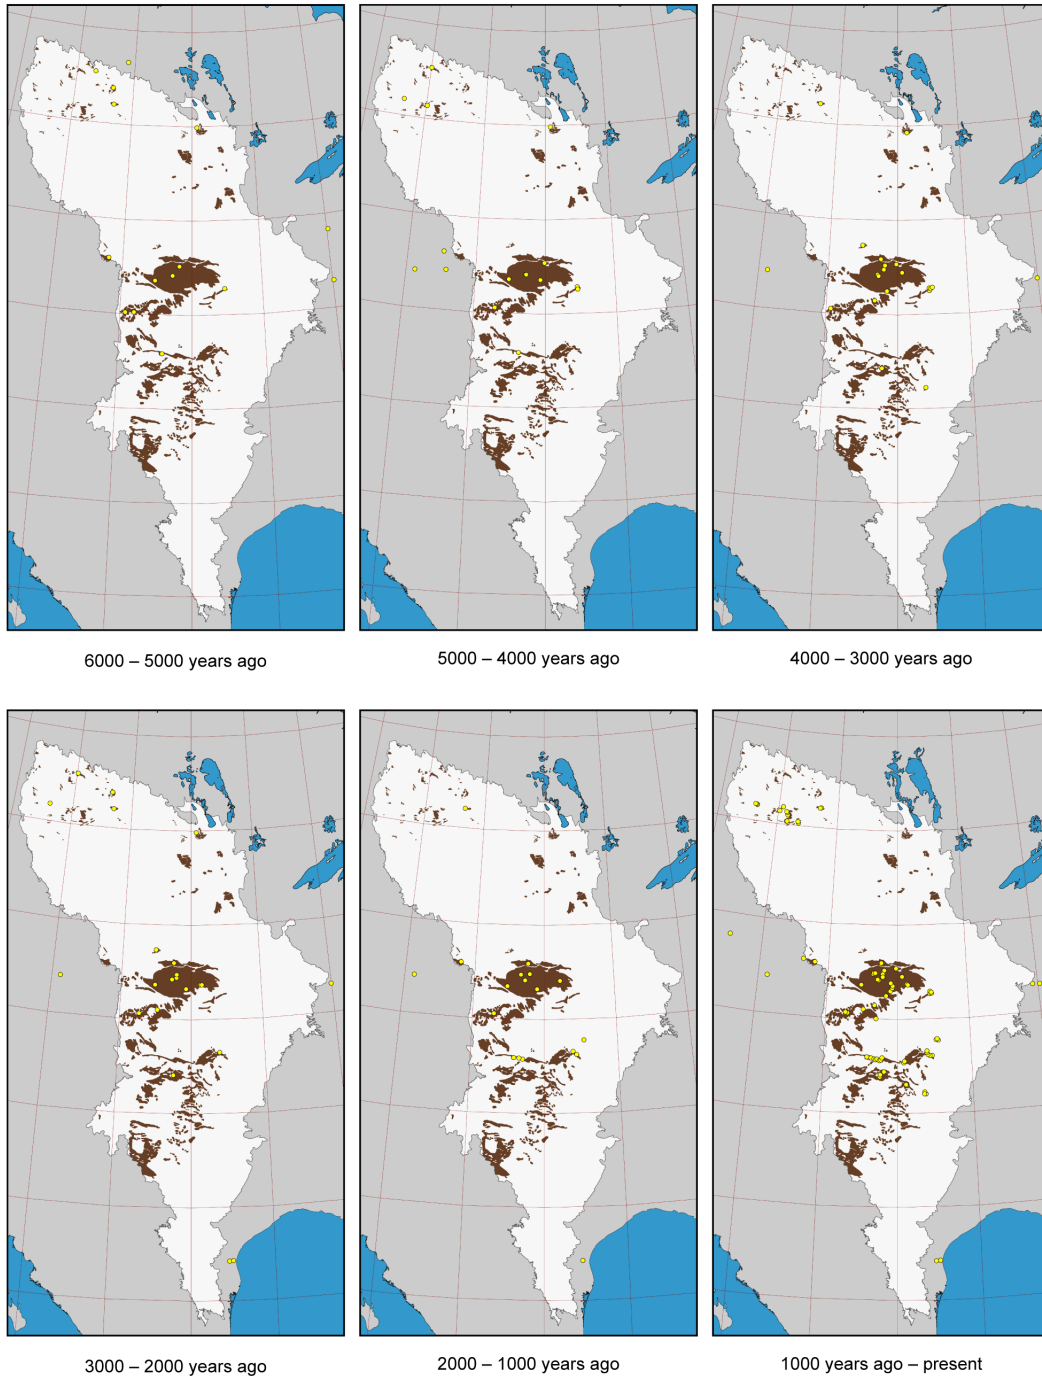 6000 – 5000 years ago
5000 – 4000 years ago
4000 – 3000 years ago
3000 – 2000 years ago
2000 – 1000 years ago
1000 years ago – present